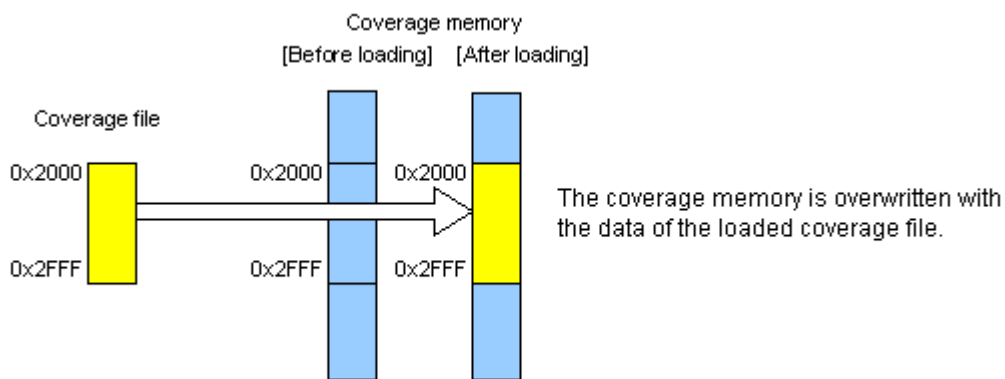 Coverage memory
[Before loading] [After loading]
Coverage file
0x2000 0x2000 0x2000
The coverage memory is overwritten with
the data of the loaded coverage file.
0x2FFF 0x2FFF 0x2FFF